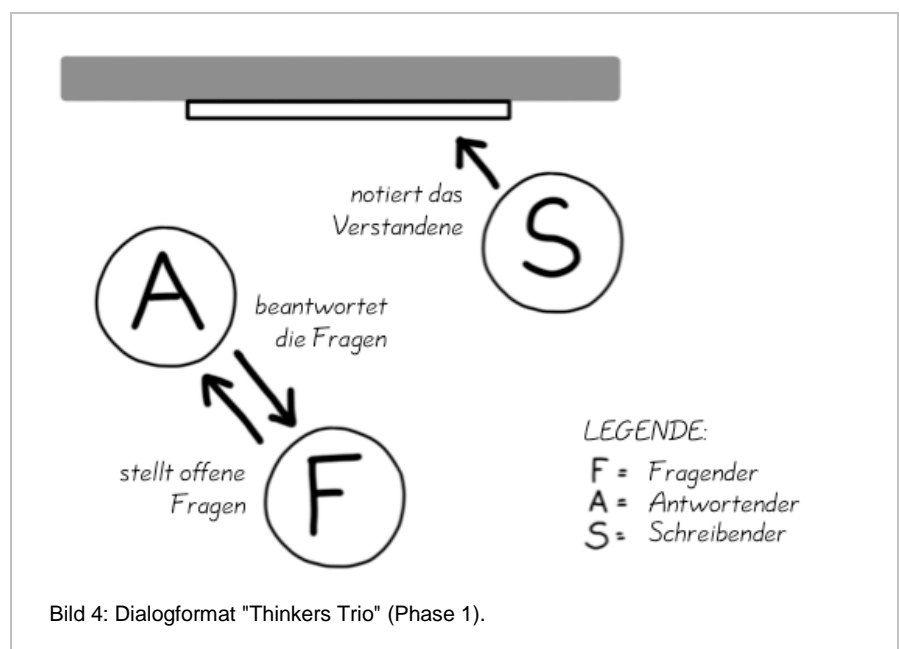 notiert das
Verstandene
S
A
beantwortet
die Fragen
stellt offene
Fragen
F
LEGENDE:
F = Fragender
A = Antwortender
S = Schreibender
Bild 4: Dialogformat "Thinkers Trio" (Phase 1).